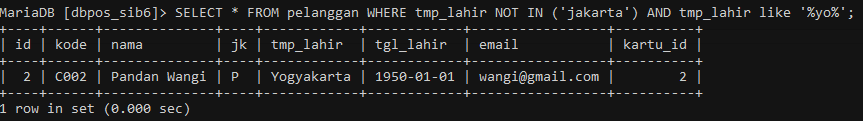 MariaDB [dbpos_sib6]> SELECT * FROM pelanggan WHERE tmp_lahir NOT IN ('jakarta') AND tmp_lahir like '%yo%';
+----+------+--------------+----+------------+------------+-----------------+----------+
| id | kode | nama         | jk | tmp_lahir  | tgl_lahir  | email           | kartu_id |
+----+------+--------------+----+------------+------------+-----------------+----------+
|  2 | C002 | Pandan Wangi | P  | Yogyakarta | 1950-01-01 | wangi@gmail.com |        2 |
+----+------+--------------+----+------------+------------+-----------------+----------+
1 row in set (0.000 sec)